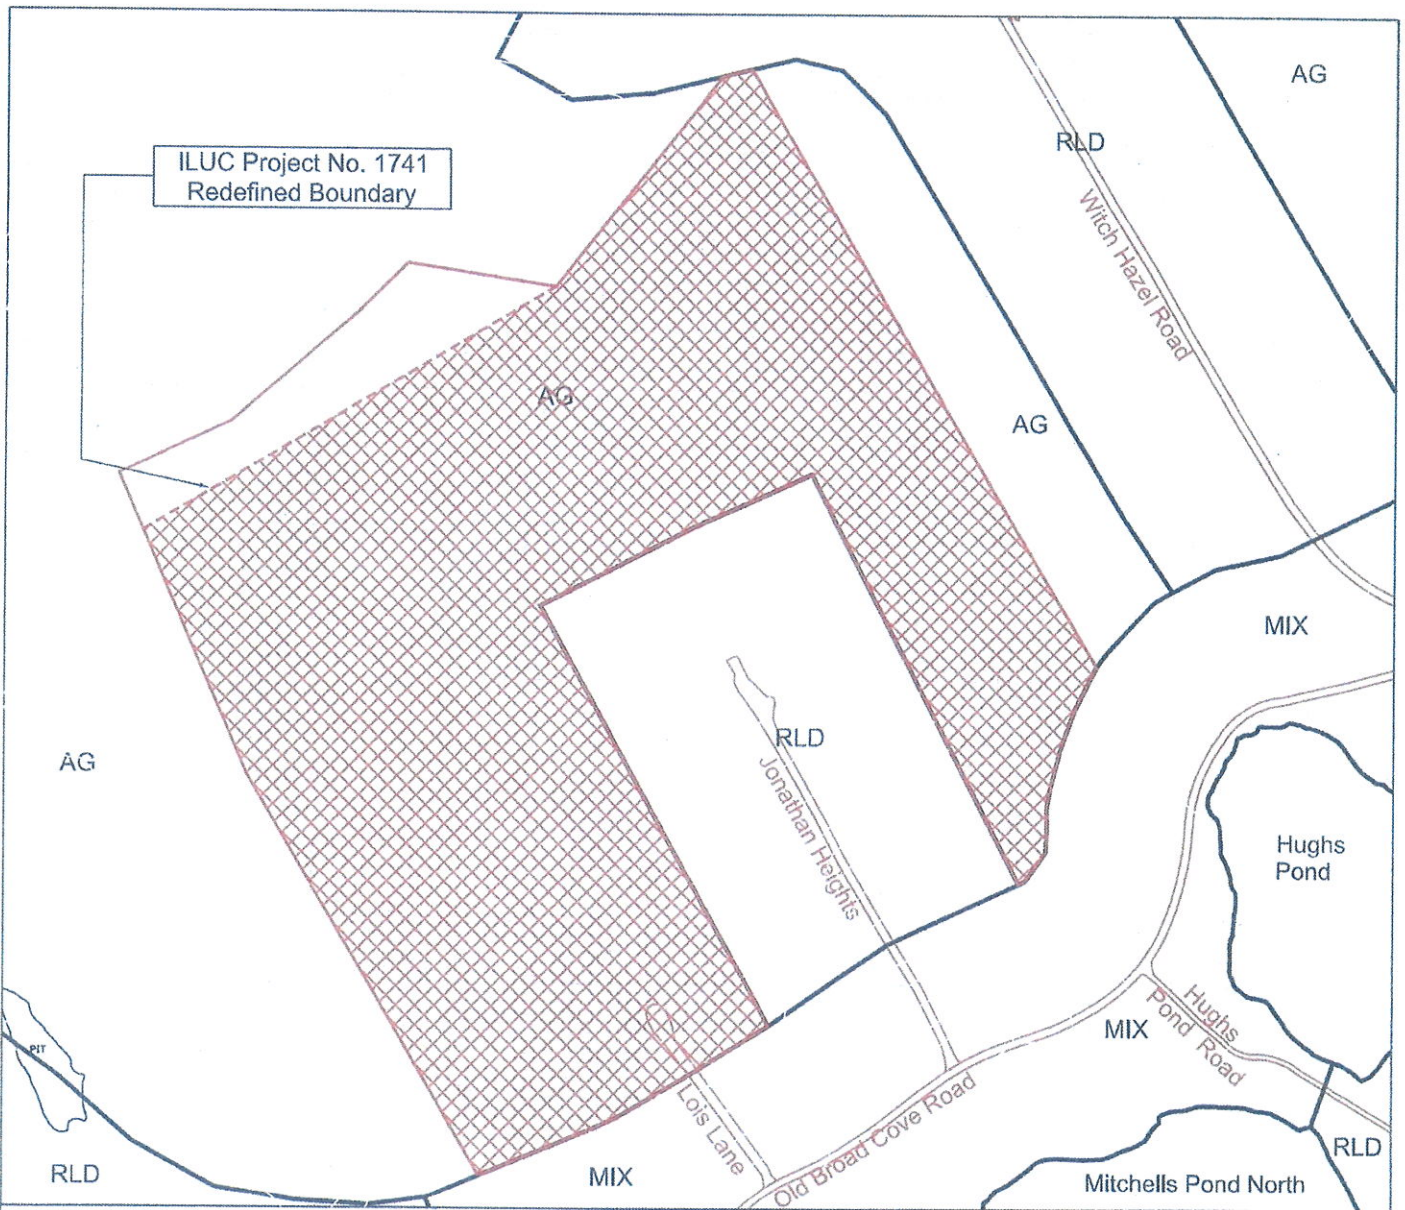 AG
RLD
ILUC Project No. 1741
Redefined Boundary
Witch Hazel Road
AG
AG
MIX
RLD
AG
Jonathan Heights
Hughs
Pond
Hughs
Pond Road
MIX
PIT
Lois Lane
Old Broad Cove Road
RLD
MIX
RLD
Mitchells Pond North